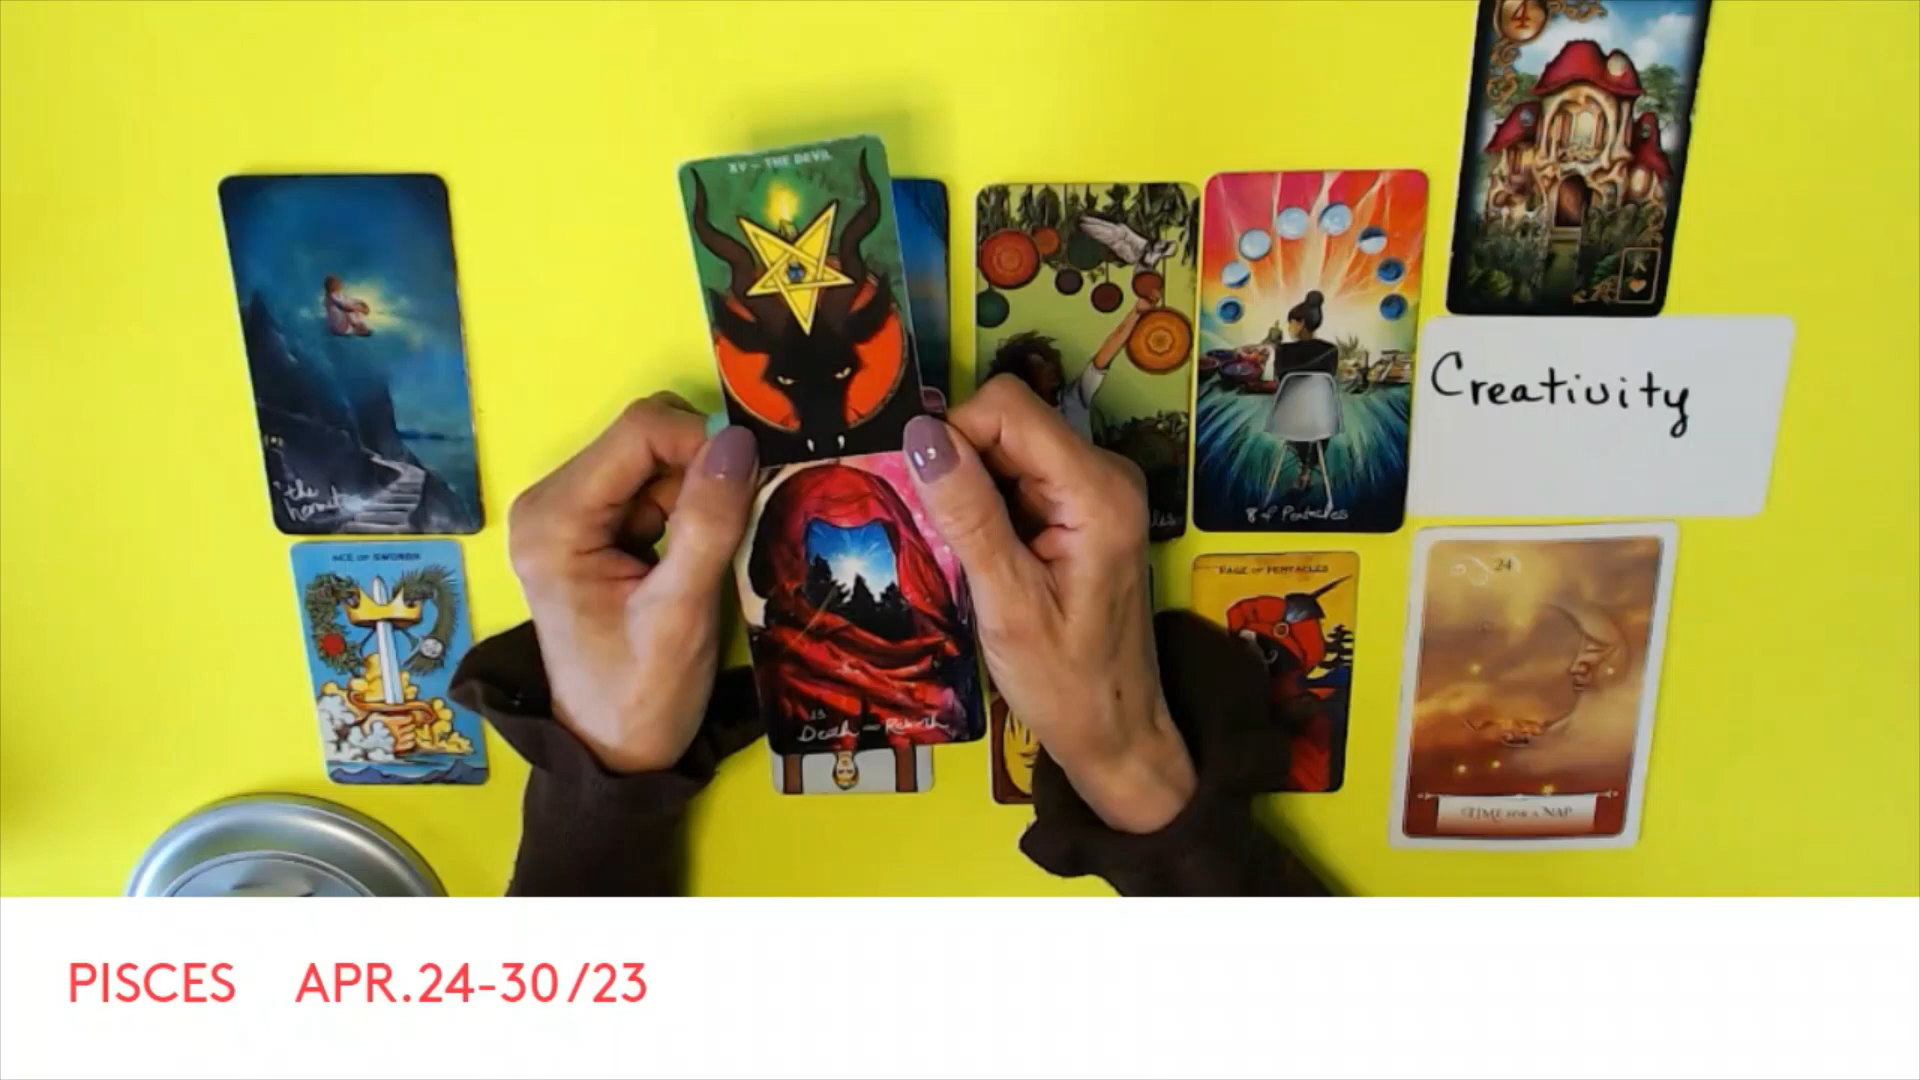 4
XV - THE DEVIL
K
Creativity
the
hermit
8 of Pentacles
ACE OF SWORDS
PAGE OF PENTACLES
24
13
Death - Rebirth
TIME FOR A NAP
PISCES APR.24-30/23